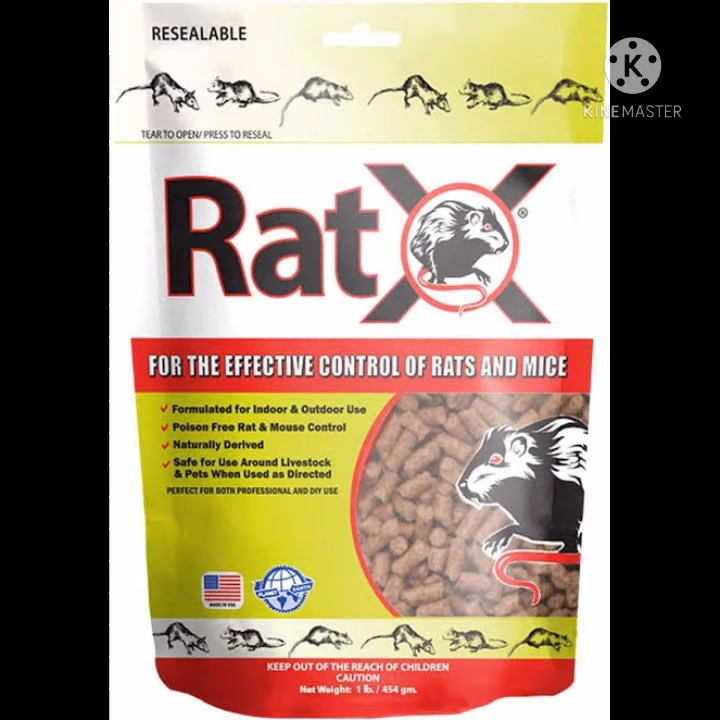 RESEALABLE
K
KINEMASTER
TEAR TO OPEN/ PRESS TO RESEAL
RatX®
FOR THE EFFECTIVE CONTROL OF RATS AND MICE
✓ Formulated for Indoor & Outdoor Use
✓ Poison Free Rat & Mouse Control
✓ Naturally Derived
✓ Safe for Use Around Livestock
& Pets When Used as Directed
PERFECT FOR BOTH PROFESSIONAL AND DIY USE
MADE IN USA
PLANET EARTH
KEEP OUT OF THE REACH OF CHILDREN
CAUTION
Net Weight: 1 lb. / 454 gm.